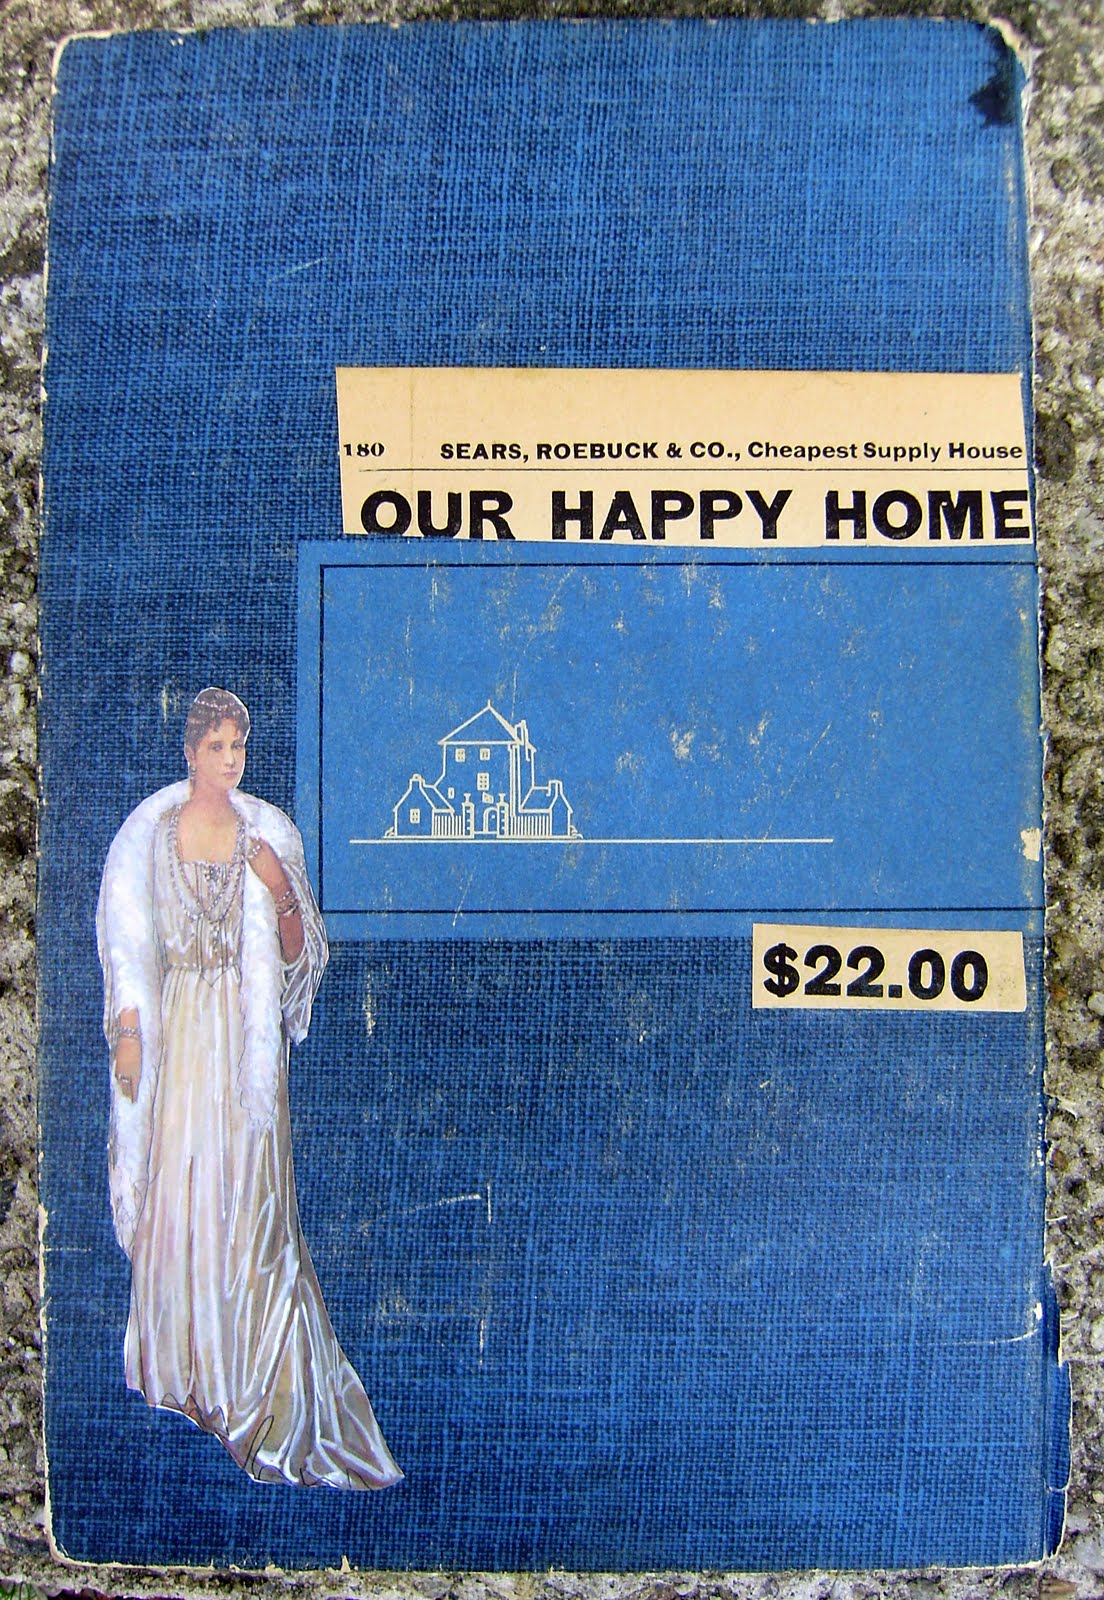 180 SEARS, ROEBUCK & CO., Cheapest Supply House
OUR HAPPY HOME
$22.00